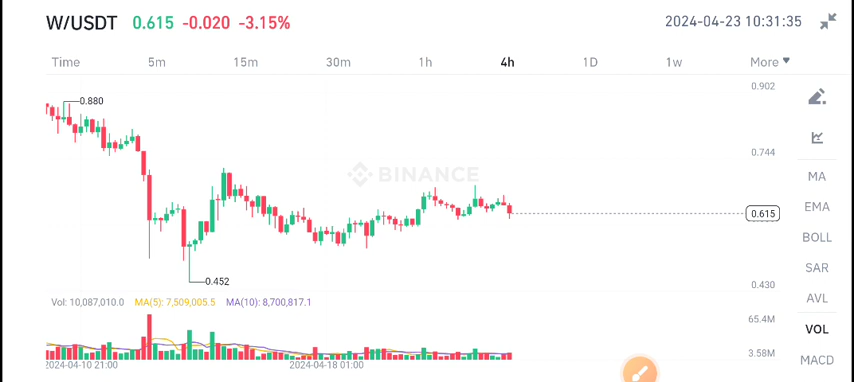 W/USDT 0.615 -0.020 -3.15% 2024-04-23 10:31:35
Time 5m 15m 30m 1h 4h 1D 1w More
0.902
0.880
0.744
MA
BINANCE
EMA
0.615
BOLL
SAR
0.452
0.430
AVL
Vol: 10,087,010.0 MA(5): 7,509,005.5 MA(10): 8,700,817.1
65.4M
VOL
3.58M
MACD
2024-04-10 21:00 2024-04-18 01:00